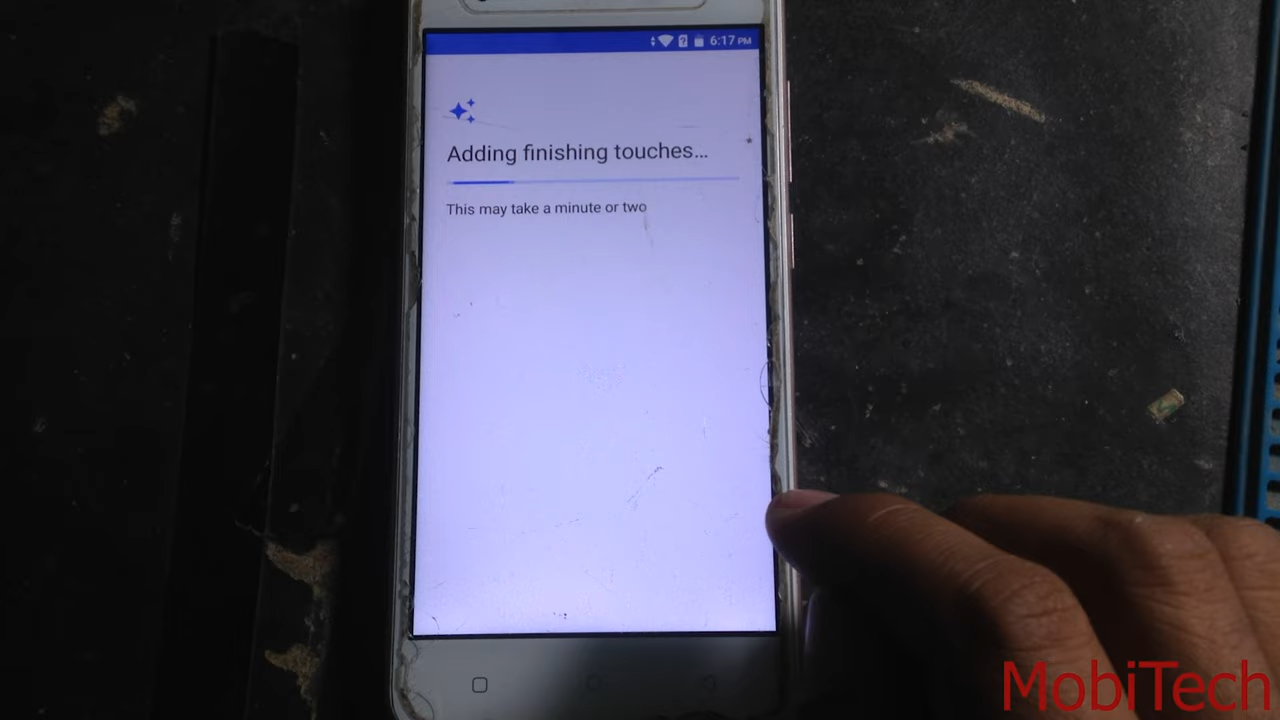 6:17 PM
Adding finishing touches...
This may take a minute or two
MobiTech